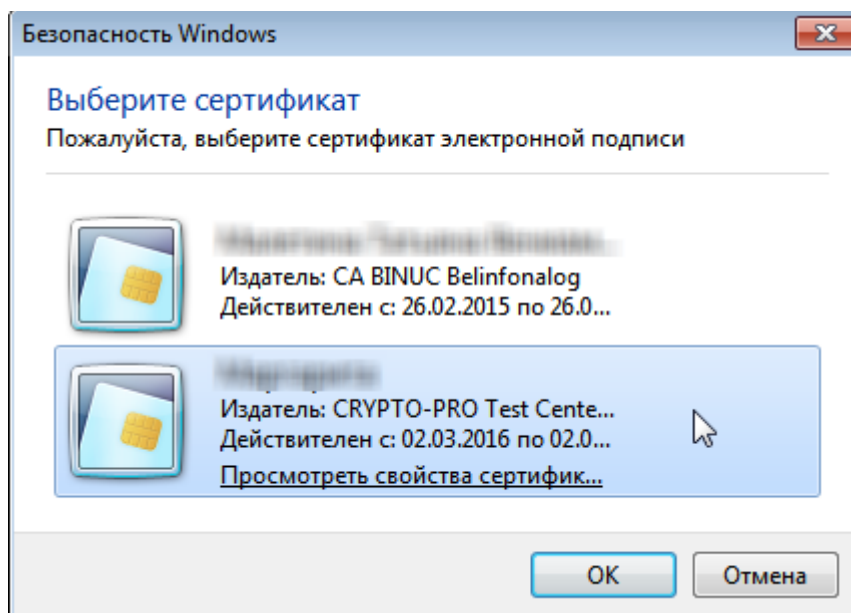 Безопасность Windows
Выберите сертификат
Пожалуйста, выберите сертификат электронной подписи
Издатель: CA BINUC Belinfonalog
Действителен с: 26.02.2015 по 26.0...
Издатель: CRYPTO-PRO Test Cente...
Действителен с: 02.03.2016 по 02.0...
Просмотреть свойства сертифик...
ОК
Отмена